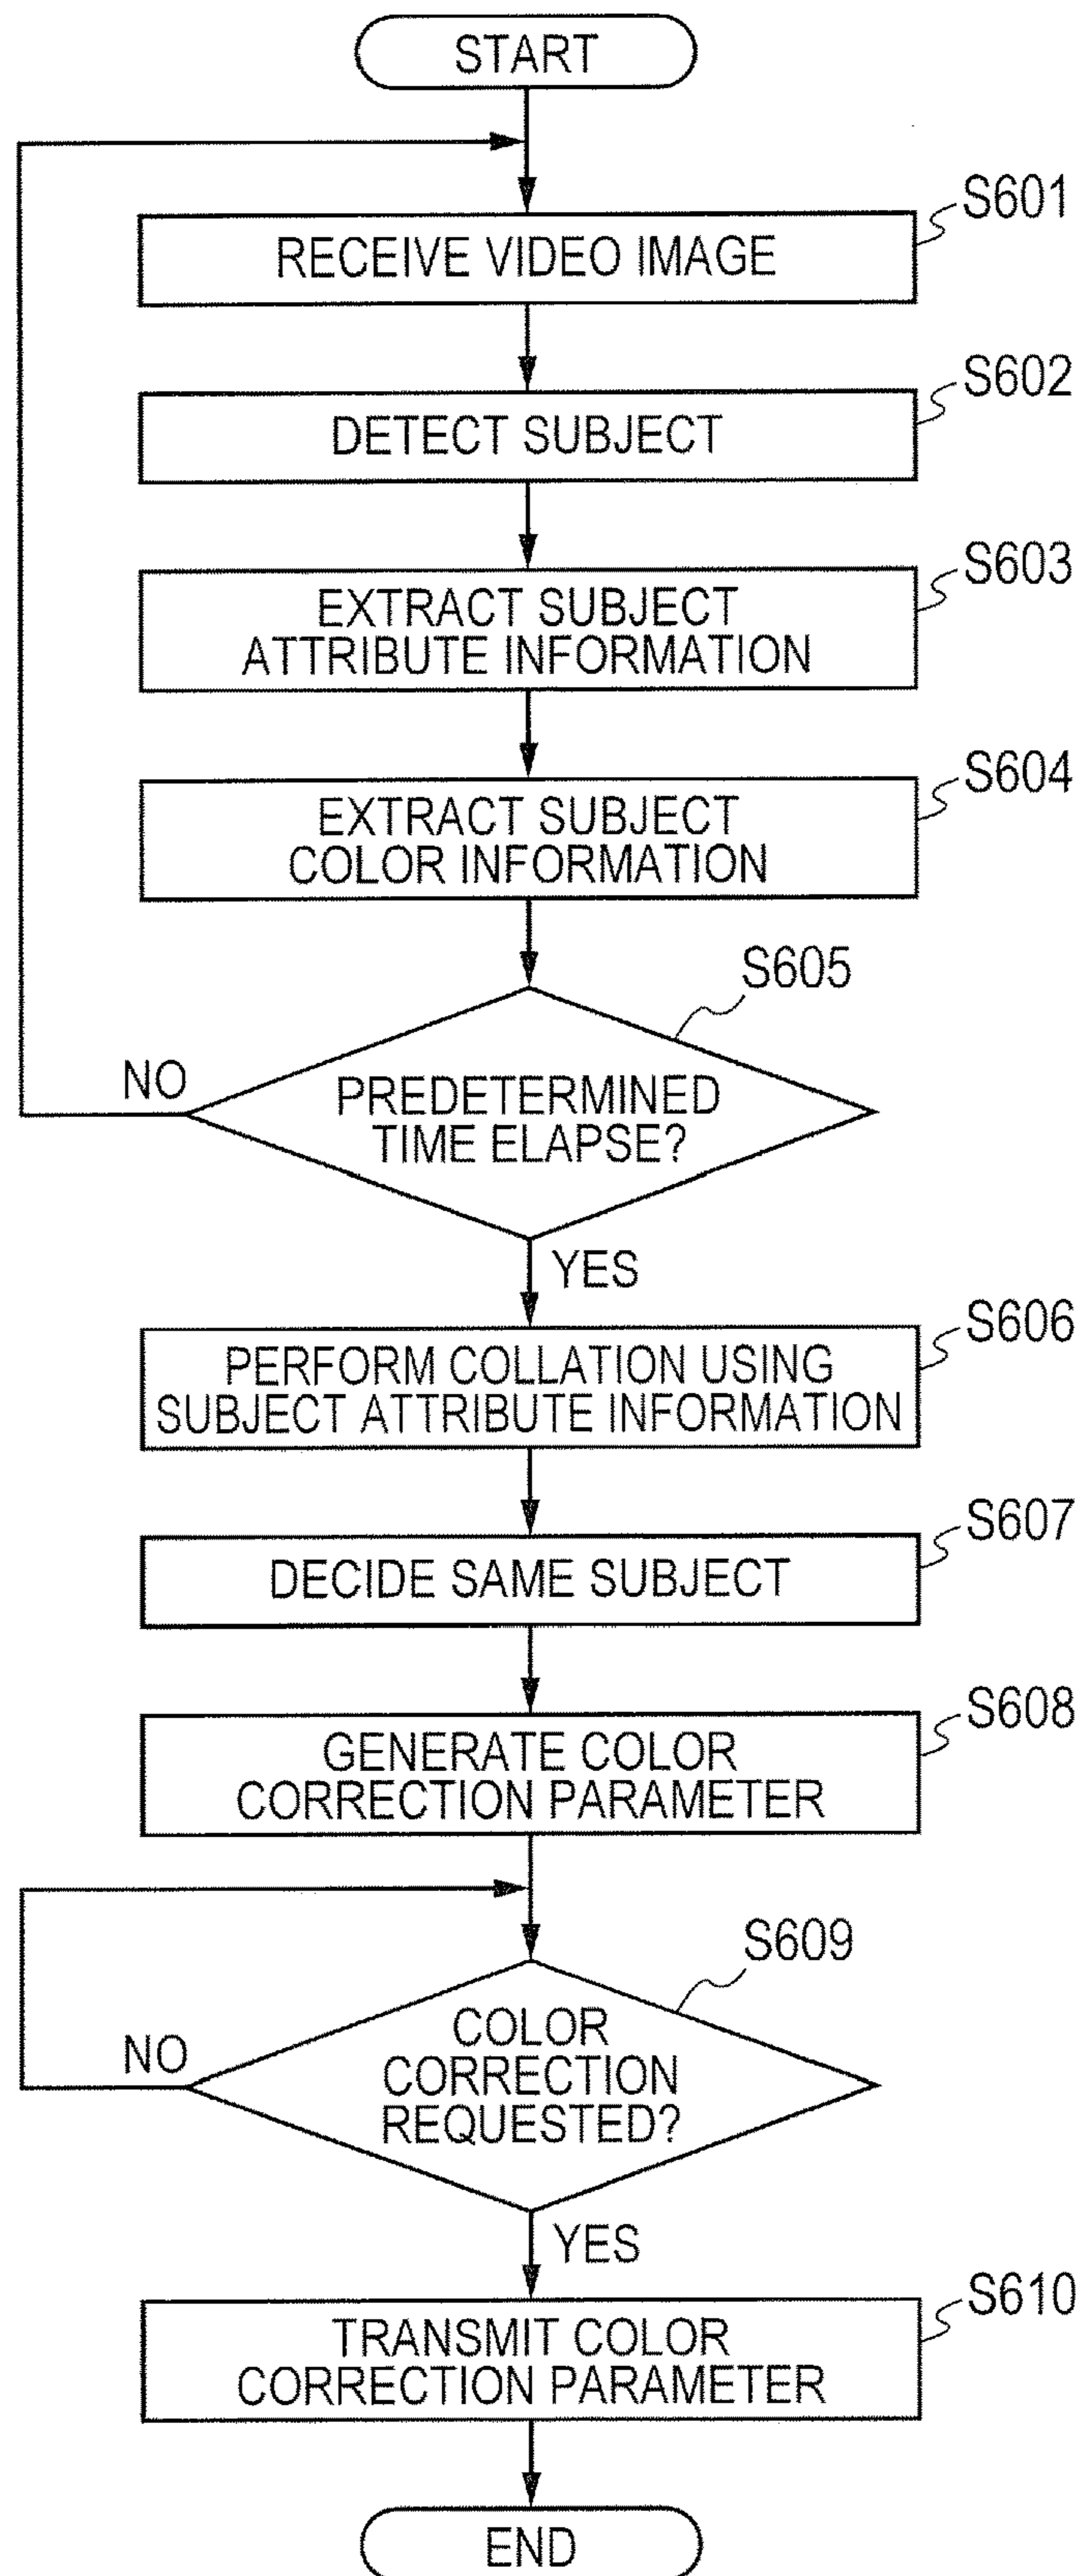 START
S601
RECEIVE VIDEO IMAGE
S602
DETECT SUBJECT
S603
EXTRACT SUBJECT
ATTRIBUTE INFORMATION
S604
EXTRACT SUBJECT
COLOR INFORMATION
S605
NO
PREDETERMINED
TIME ELAPSE?
YES
S606
PERFORM COLLATION USING
SUBJECT ATTRIBUTE INFORMATION
S607
DECIDE SAME SUBJECT
S608
GENERATE COLOR
CORRECTION PARAMETER
S609
NO
COLOR
CORRECTION
REQUESTED?
YES
S610
TRANSMIT COLOR
CORRECTION PARAMETER
END